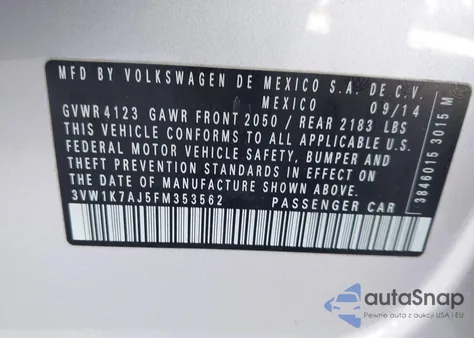 MFD BY VOLKSWAGEN DE MEXICO S.A. DE C.V.
MEXICO 09/14
GVWR 4123 GAWR FRONT 2050 / REAR 2183 LBS
THIS VEHICLE CONFORMS TO ALL APPLICABLE U.S.
FEDERAL MOTOR VEHICLE SAFETY, BUMPER AND
THEFT PREVENTION STANDARDS IN EFFECT ON
THE DATE OF MANUFACTURE SHOWN ABOVE.
3VW1K7AJ5FM353562 PASSENGER CAR
3846015 3015 M
autoSnap
Pewne auta z aukcji USA i EU